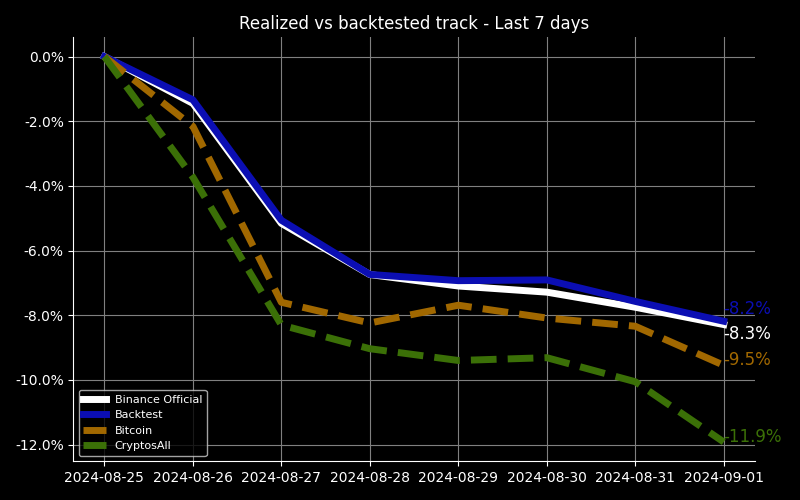 Realized vs backtested track - Last 7 days
0.0%
-2.0%
-4.0%
-6.0%
-8.0%
-10.0%
-12.0%
-8.2%
-8.3%
-9.5%
-11.9%
Binance Official
Backtest
Bitcoin
CryptosAll
2024-08-25 2024-08-26 2024-08-27 2024-08-28 2024-08-29 2024-08-30 2024-08-31 2024-09-01